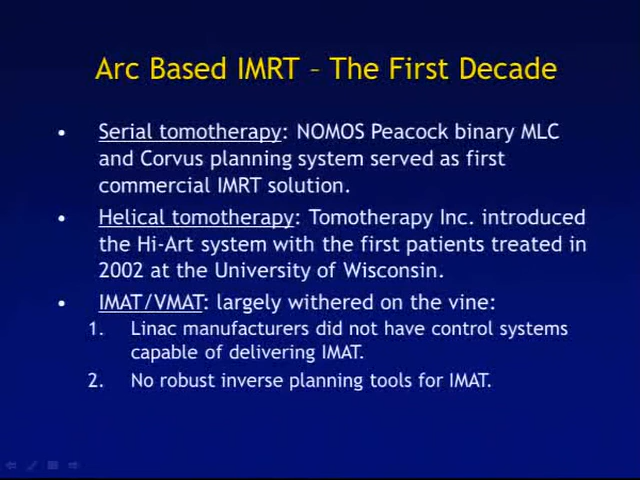 Arc Based IMRT – The First Decade
• Serial tomotherapy: NOMOS Peacock binary MLC
and Corvus planning system served as first
commercial IMRT solution.
• Helical tomotherapy: Tomotherapy Inc. introduced
the Hi-Art system with the first patients treated in
2002 at the University of Wisconsin.
• IMAT/VMAT: largely withered on the vine:
1. Linac manufacturers did not have control systems
capable of delivering IMAT.
2. No robust inverse planning tools for IMAT.